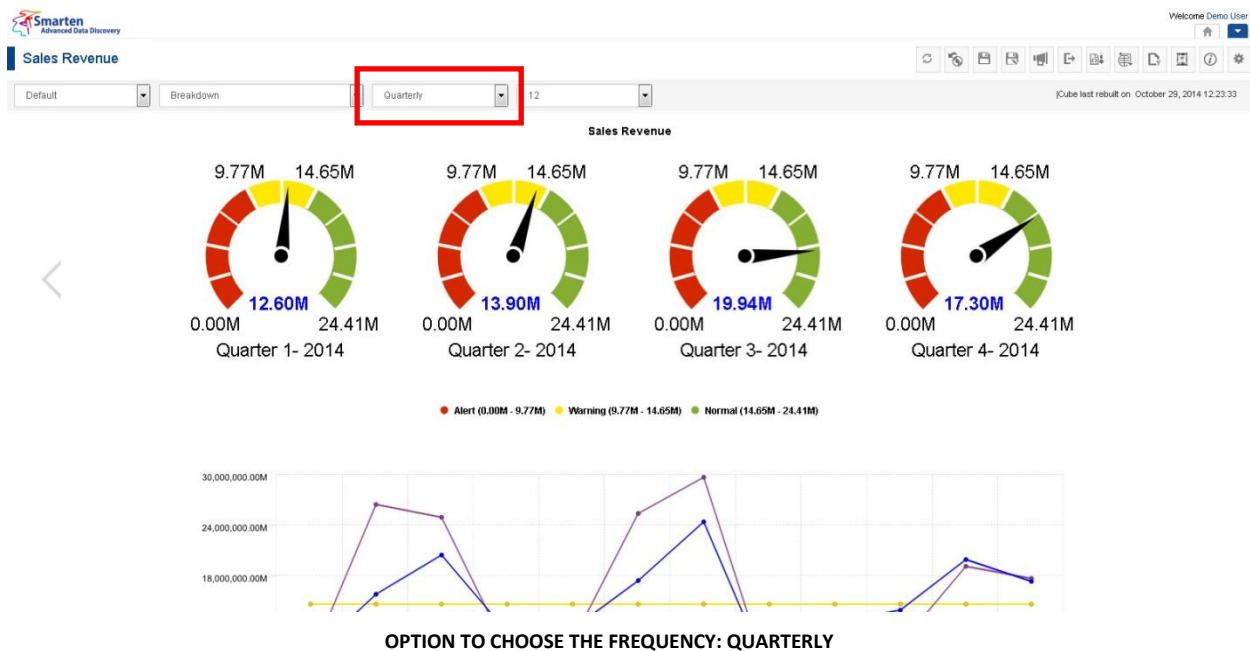 Smarten
Advanced Data Discovery
Welcome Demo User
Sales Revenue
Default
Breakdown
Quarterly
12
|Cube last rebuilt on October 29, 2014 12:23:33
Sales Revenue
9.77M 14.65M 9.77M 14.65M 9.77M 14.65M 9.77M 14.65M
12.60M 13.90M 19.94M 17.30M
0.00M 24.41M 0.00M 24.41M 0.00M 24.41M 0.00M 24.41M
Quarter 1- 2014 Quarter 2- 2014 Quarter 3- 2014 Quarter 4- 2014
Alert (0.00M - 9.77M) Warning (9.77M - 14.65M) Normal (14.65M - 24.41M)
30,000,000.00M
24,000,000.00M
18,000,000.00M
OPTION TO CHOOSE THE FREQUENCY: QUARTERLY